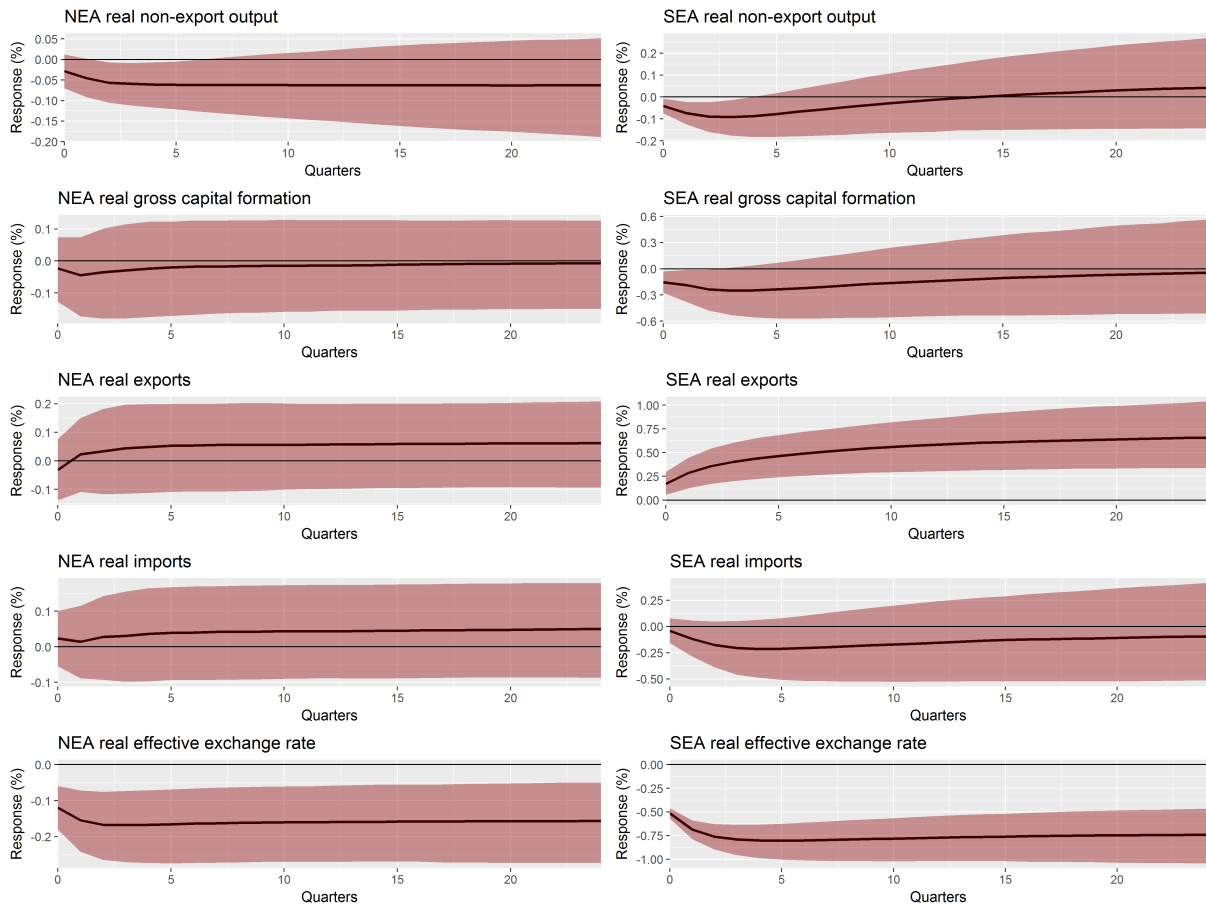 NEA real non-export output
Response (%)
0.05
0.00
-0.05
-0.10
-0.15
-0.20
0 5 10 15 20
Quarters
SEA real non-export output
Response (%)
0.2
0.1
0.0
-0.1
-0.2
0 5 10 15 20
Quarters
NEA real gross capital formation
Response (%)
0.1
0.0
-0.1
0 5 10 15 20
Quarters
SEA real gross capital formation
Response (%)
0.6
0.3
0.0
-0.3
-0.6
0 5 10 15 20
Quarters
NEA real exports
Response (%)
0.2
0.1
0.0
-0.1
0 5 10 15 20
Quarters
SEA real exports
Response (%)
1.00
0.75
0.50
0.25
0.00
0 5 10 15 20
Quarters
NEA real imports
Response (%)
0.1
0.0
-0.1
0 5 10 15 20
Quarters
SEA real imports
Response (%)
0.25
0.00
-0.25
-0.50
0 5 10 15 20
Quarters
NEA real effective exchange rate
Response (%)
0.0
-0.1
-0.2
0 5 10 15 20
Quarters
SEA real effective exchange rate
Response (%)
0.00
-0.25
-0.50
-0.75
-1.00
0 5 10 15 20
Quarters